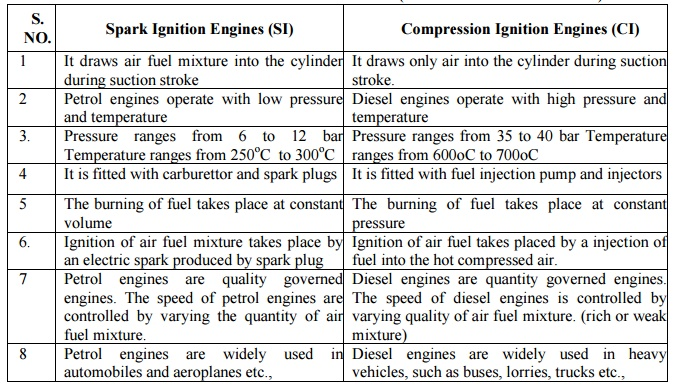 S. NO. Spark Ignition Engines (SI) Compression Ignition Engines (CI)
1 It draws air fuel mixture into the cylinder It draws only air into the cylinder during suction
during suction stroke stroke.
2 Petrol engines operate with low pressure Diesel engines operate with high pressure and
and temperature temperature
3. Pressure ranges from 6 to 12 bar Pressure ranges from 35 to 40 bar Temperature
Temperature ranges from 250°C to 300°C ranges from 600oC to 700oC
4 It is fitted with carburettor and spark plugs It is fitted with fuel injection pump and injectors
5 The burning of fuel takes place at constant The burning of fuel takes place at constant
volume pressure
6. Ignition of air fuel mixture takes place by Ignition of air fuel takes placed by a injection of
an electric spark produced by spark plug fuel into the hot compressed air.
7 Petrol engines are quality governed Diesel engines are quantity governed engines.
engines. The speed of petrol engines are The speed of diesel engines is controlled by
controlled by varying the quantity of air varying quality of air fuel mixture. (rich or weak
fuel mixture. mixture)
8 Petrol engines are widely used in Diesel engines are widely used in heavy
automobiles and aeroplanes etc., vehicles, such as buses, lorries, trucks etc.,